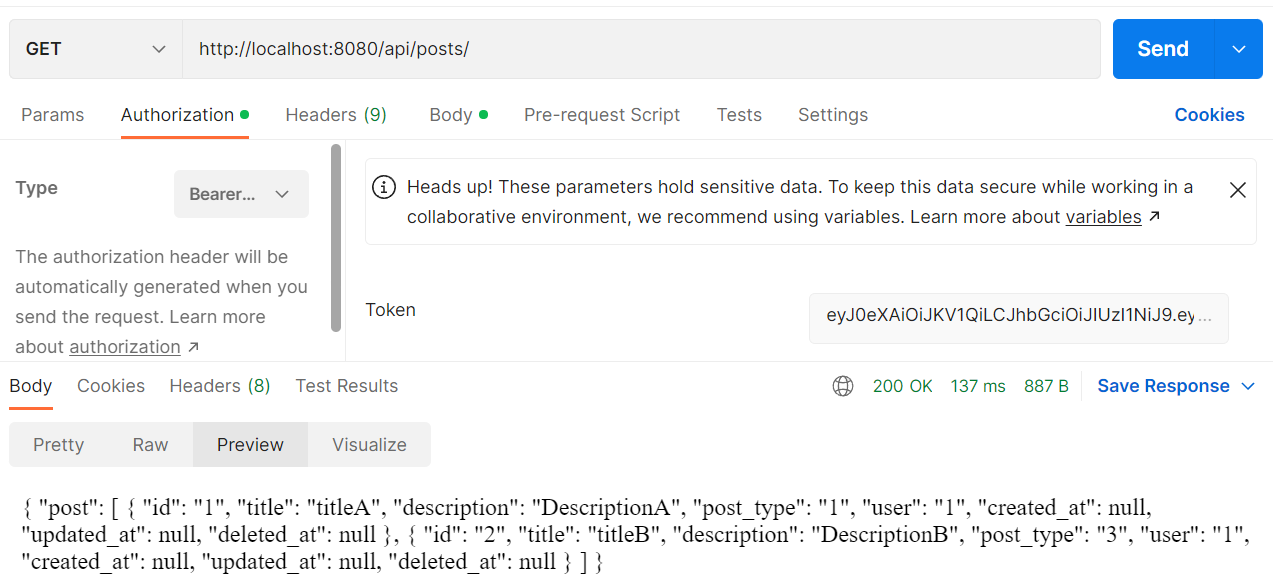 GET
http://localhost:8080/api/posts/
Send
Params Authorization Headers (9) Body Pre-request Script Tests Settings Cookies
Type
Bearer...
The authorization header will be
automatically generated when you
send the request. Learn more
about authorization ↗
Heads up! These parameters hold sensitive data. To keep this data secure while working in a
collaborative environment, we recommend using variables. Learn more about variables ↗
Token
eyJ0eXAiOiJKV1QiLCJhbGciOiJIUzI1NiJ9.ey...
Body Cookies Headers (8) Test Results 200 OK 137 ms 887 B Save Response
Pretty Raw Preview Visualize
{ "post": [ { "id": "1", "title": "titleA", "description": "DescriptionA", "post_type": "1", "user": "1", "created_at": null,
"updated_at": null, "deleted_at": null }, { "id": "2", "title": "titleB", "description": "DescriptionB", "post_type": "3", "user": "1",
"created_at": null, "updated_at": null, "deleted_at": null } ] }